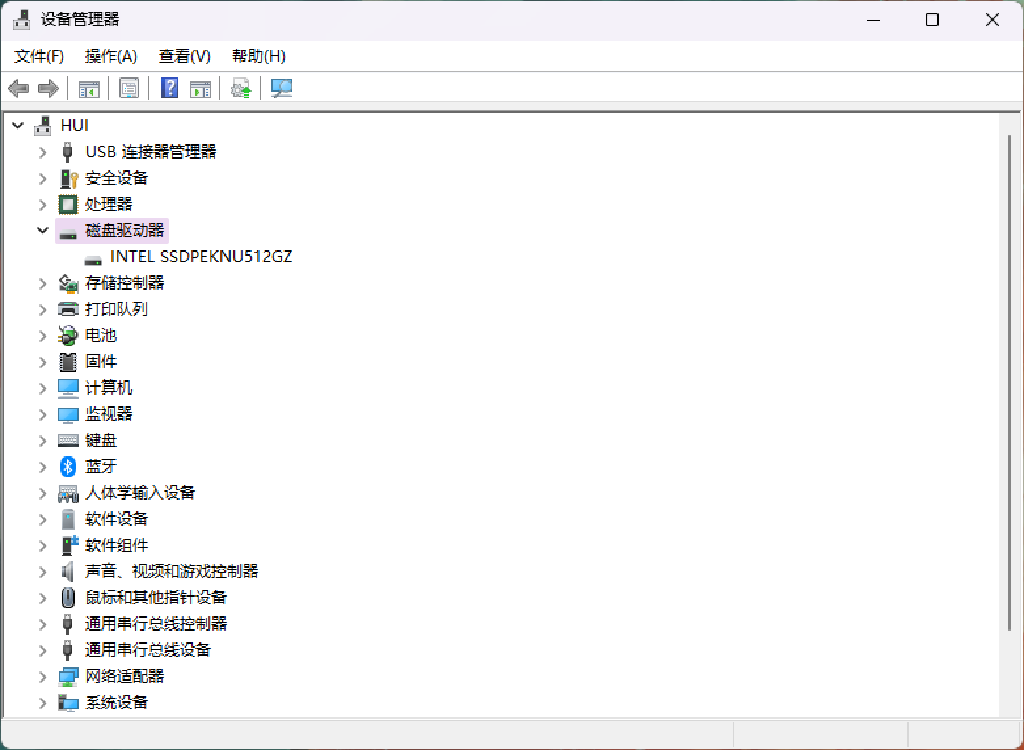 设备管理器
文件(F) 操作(A) 查看(V) 帮助(H)
HUI
USB 连接器管理器
安全设备
处理器
磁盘驱动器
INTEL SSDPEKNU512GZ
存储控制器
打印队列
电池
固件
计算机
监视器
键盘
蓝牙
人体学输入设备
软件设备
软件组件
声音、视频和游戏控制器
鼠标和其他指针设备
通用串行总线控制器
通用串行总线设备
网络适配器
系统设备